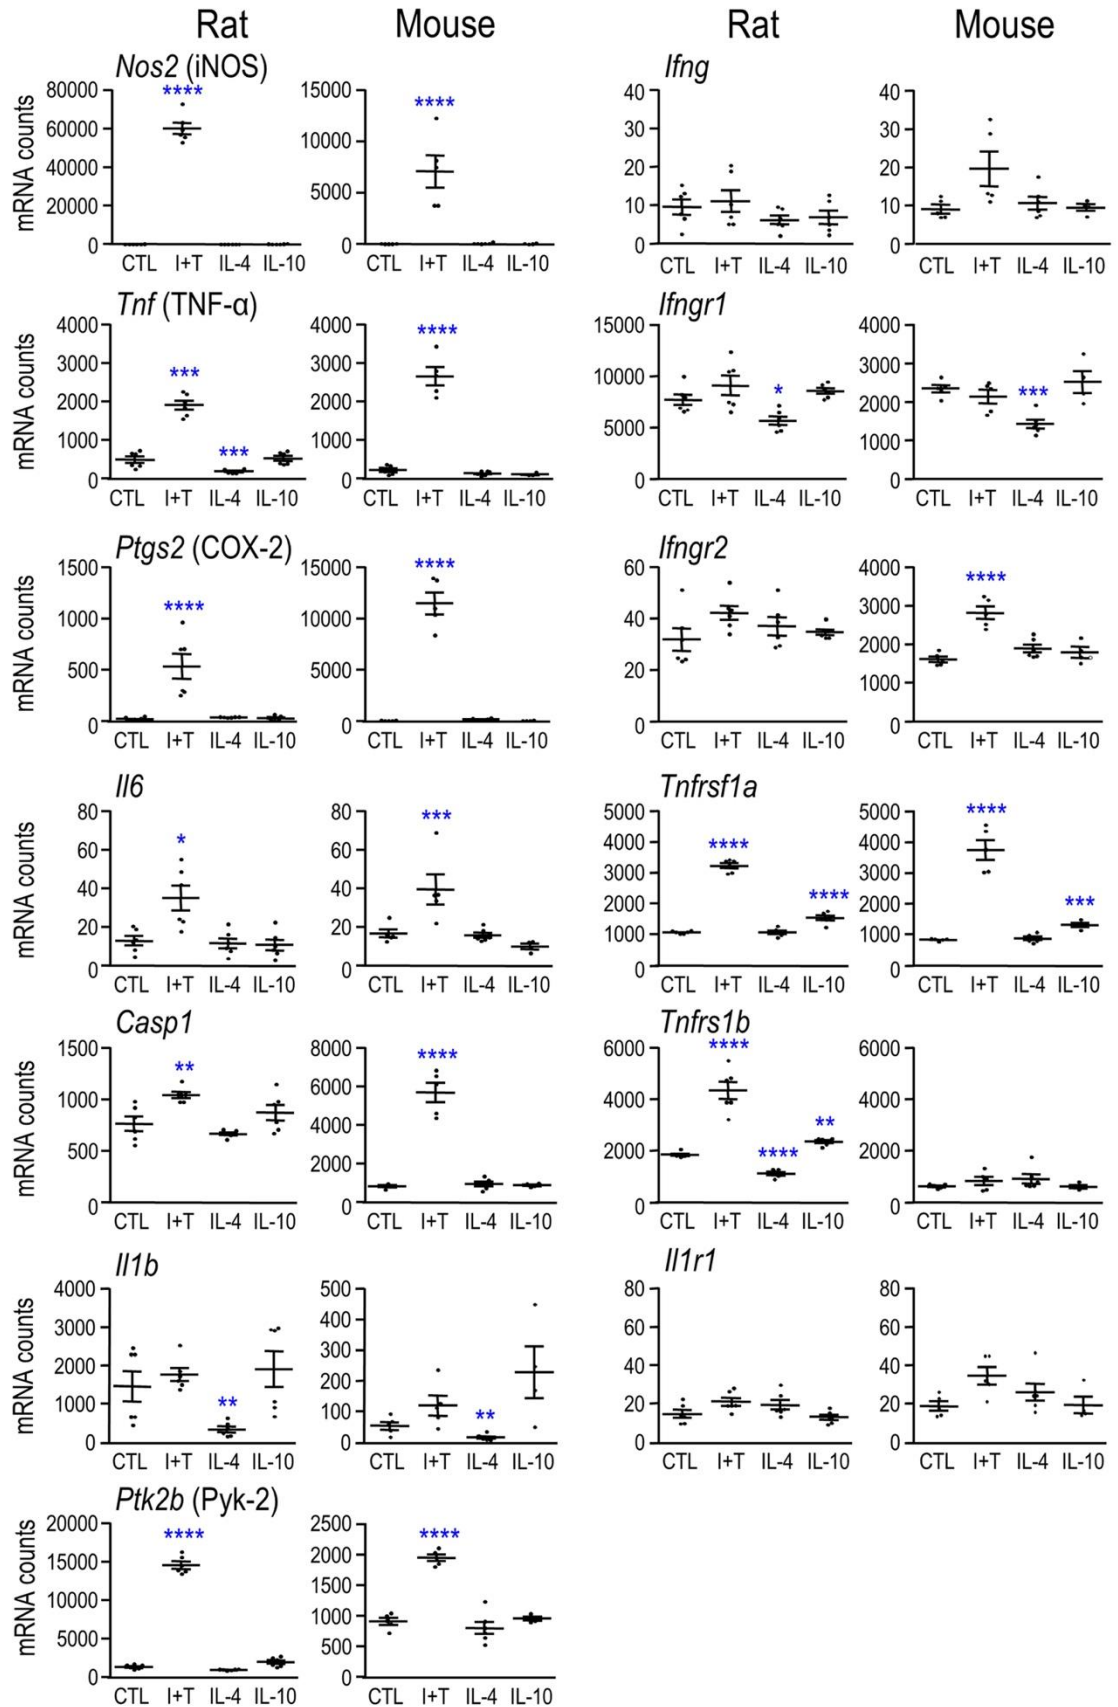 Rat Mouse Rat Mouse
Nos2 (iNOS) Ifng
mRNA counts
80000 60000 40000 20000 0
****
CTL I+T IL-4 IL-10
15000 10000 5000 0
****
CTL I+T IL-4 IL-10
40 30 20 10 0
CTL I+T IL-4 IL-10
40 30 20 10 0
CTL I+T IL-4 IL-10
Tnf (TNF-α) Ifngr1
mRNA counts
4000 3000 2000 1000 0
*** ***
CTL I+T IL-4 IL-10
4000 3000 2000 1000 0
****
CTL I+T IL-4 IL-10
15000 10000 5000 0
*
CTL I+T IL-4 IL-10
4000 3000 2000 1000 0
***
CTL I+T IL-4 IL-10
Ptgs2 (COX-2) Ifngr2
mRNA counts
1500 1000 500 0
****
CTL I+T IL-4 IL-10
15000 10000 5000 0
****
CTL I+T IL-4 IL-10
60 40 20 0
CTL I+T IL-4 IL-10
4000 3000 2000 1000 0
****
CTL I+T IL-4 IL-10
Il6 Tnfrsf1a
mRNA counts
80 60 40 20 0
*
CTL I+T IL-4 IL-10
80 60 40 20 0
***
CTL I+T IL-4 IL-10
5000 4000 3000 2000 1000 0
**** ****
CTL I+T IL-4 IL-10
5000 4000 3000 2000 1000 0
**** ***
CTL I+T IL-4 IL-10
Casp1 Tnfrs1b
mRNA counts
1500 1000 500 0
**
CTL I+T IL-4 IL-10
8000 6000 4000 2000 0
****
CTL I+T IL-4 IL-10
6000 4000 2000 0
**** **** **
CTL I+T IL-4 IL-10
6000 4000 2000 0
CTL I+T IL-4 IL-10
Il1b Il1r1
mRNA counts
4000 3000 2000 1000 0
**
CTL I+T IL-4 IL-10
500 400 300 200 100 0
**
CTL I+T IL-4 IL-10
80 60 40 20 0
CTL I+T IL-4 IL-10
80 60 40 20 0
CTL I+T IL-4 IL-10
Ptk2b (Pyk-2)
mRNA counts
20000 15000 10000 5000 0
****
CTL I+T IL-4 IL-10
2500 2000 1500 1000 500 0
****
CTL I+T IL-4 IL-10